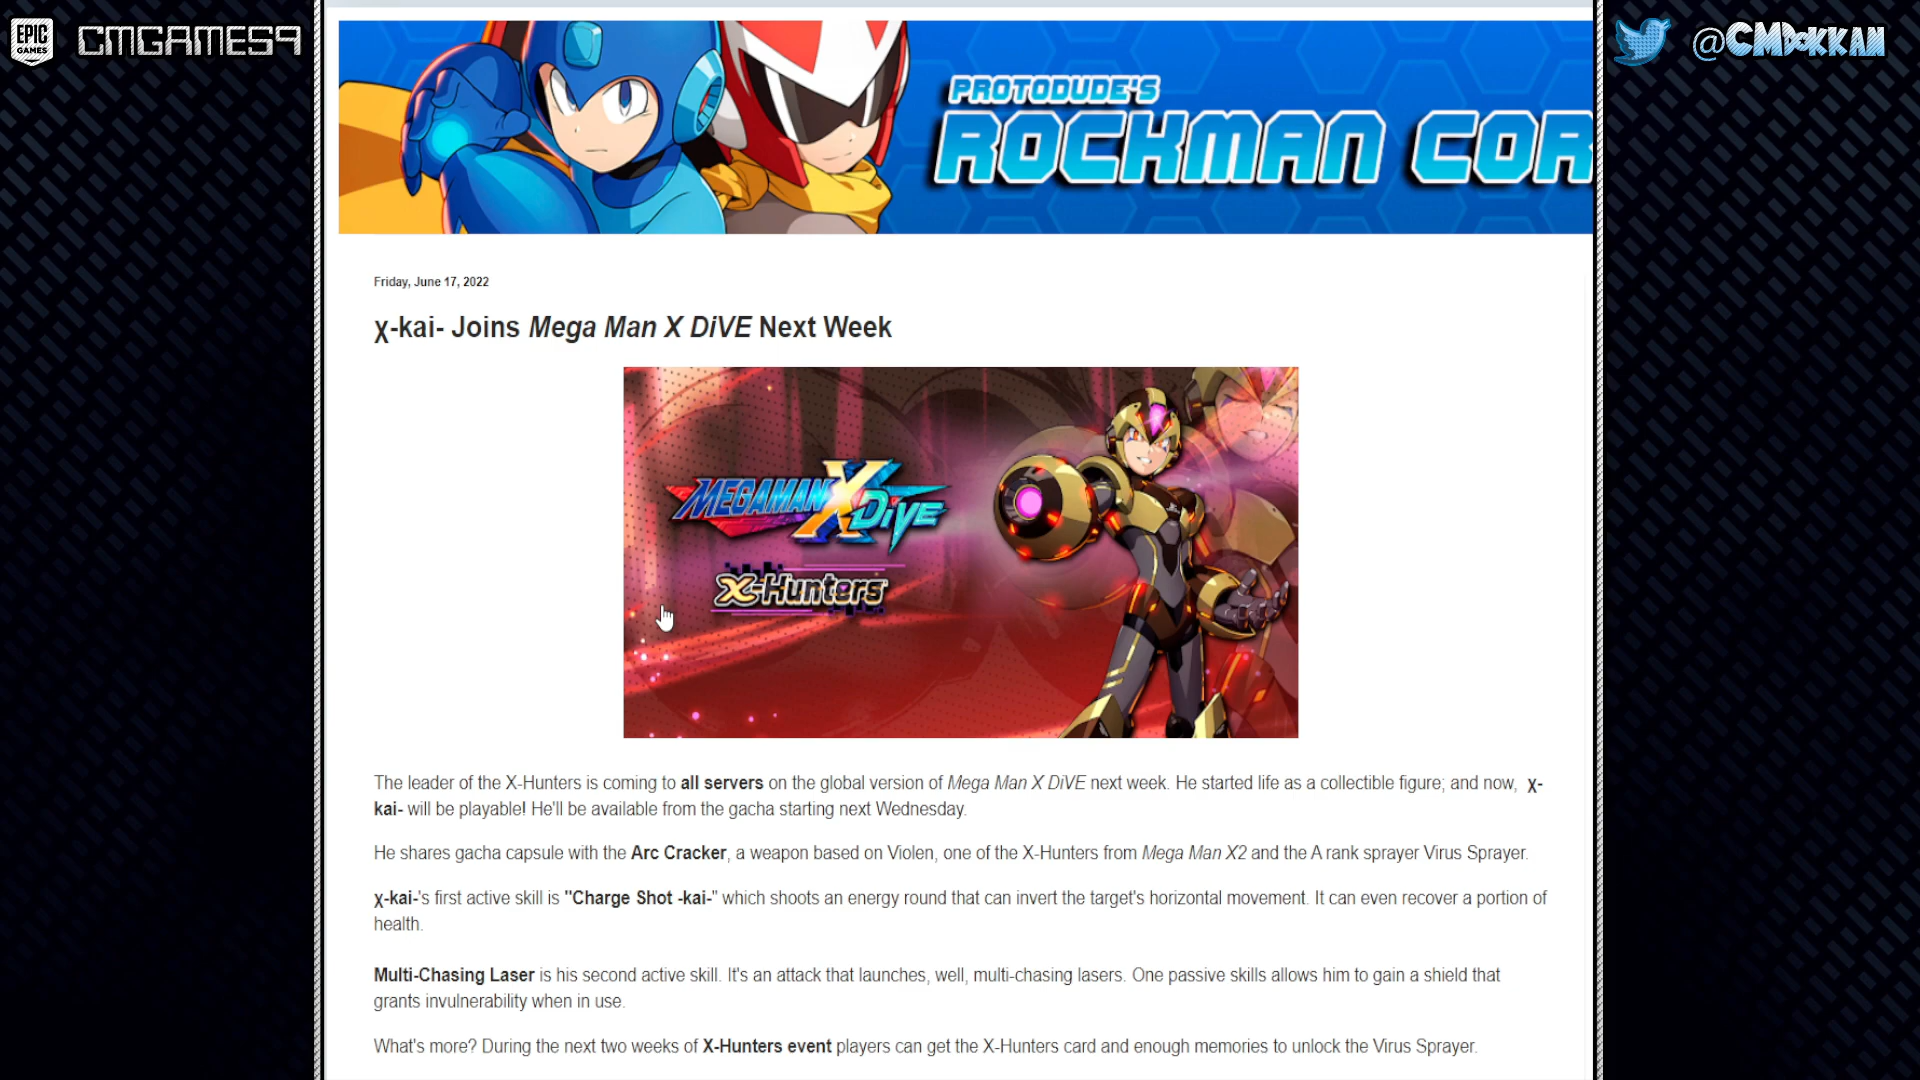 EPIC GAMES CMGAMES9
@CMDOKKAN
PROTODUDE'S
ROCKMAN COR
Friday, June 17, 2022
χ-kai- Joins Mega Man X DiVE Next Week
MEGAMAN X DiVE
X-Hunters
The leader of the X-Hunters is coming to all servers on the global version of Mega Man X DiVE next week. He started life as a collectible figure; and now, χ-
kai- will be playable! He'll be available from the gacha starting next Wednesday.
He shares gacha capsule with the Arc Cracker, a weapon based on Violen, one of the X-Hunters from Mega Man X2 and the A rank sprayer Virus Sprayer.
χ-kai-'s first active skill is "Charge Shot -kai-" which shoots an energy round that can invert the target's horizontal movement. It can even recover a portion of
health.
Multi-Chasing Laser is his second active skill. It's an attack that launches, well, multi-chasing lasers. One passive skills allows him to gain a shield that
grants invulnerability when in use.
What's more? During the next two weeks of X-Hunters event players can get the X-Hunters card and enough memories to unlock the Virus Sprayer.